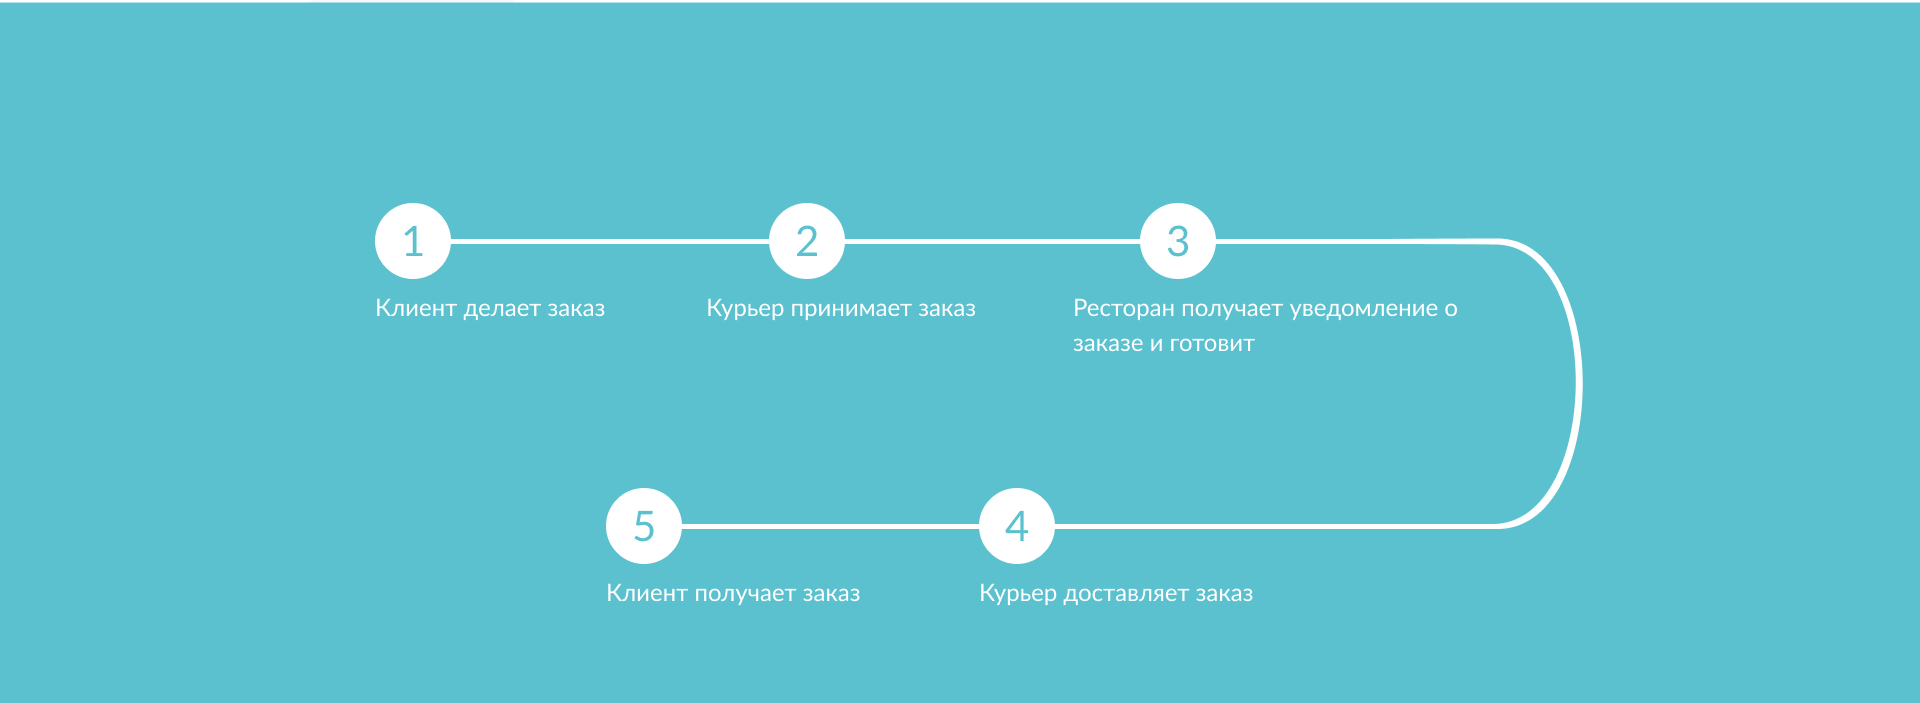 1
Клиент делает заказ
2
Курьер принимает заказ
3
Ресторан получает уведомление о
заказе и готовит
4
Курьер доставляет заказ
5
Клиент получает заказ